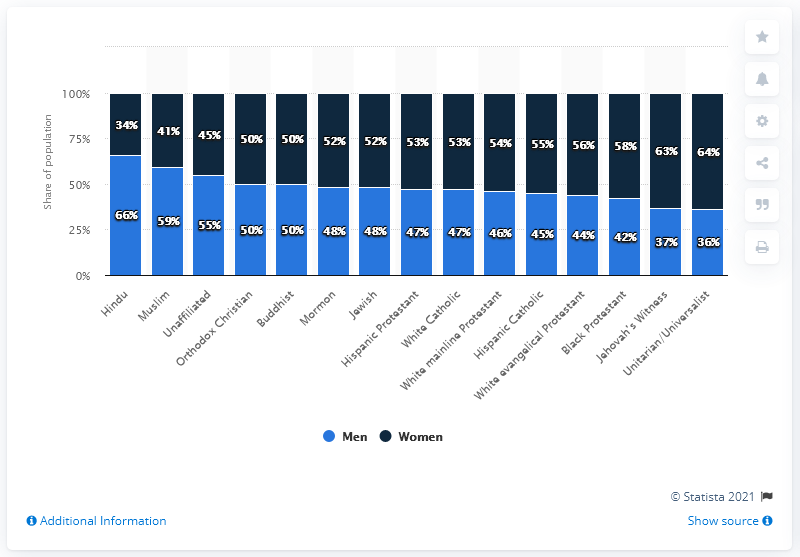 100%
75%
50%
25%
0%
Share of population
34% 41% 45% 50% 50% 52% 52% 53% 53% 54% 55% 56% 58% 63% 64%
66% 59% 55% 50% 50% 48% 48% 47% 47% 46% 45% 44% 42% 37% 36%
Hindu
Muslim
Unaffiliated
Orthodox Christian
Buddhist
Mormon
Jewish
Hispanic Protestant
White Catholic
White mainline Protestant
Hispanic Catholic
White evangelical Protestant
Black Protestant
Jehovah's Witness
Unitarian/Universalist
Men Women
© Statista 2021
Additional Information
Show source